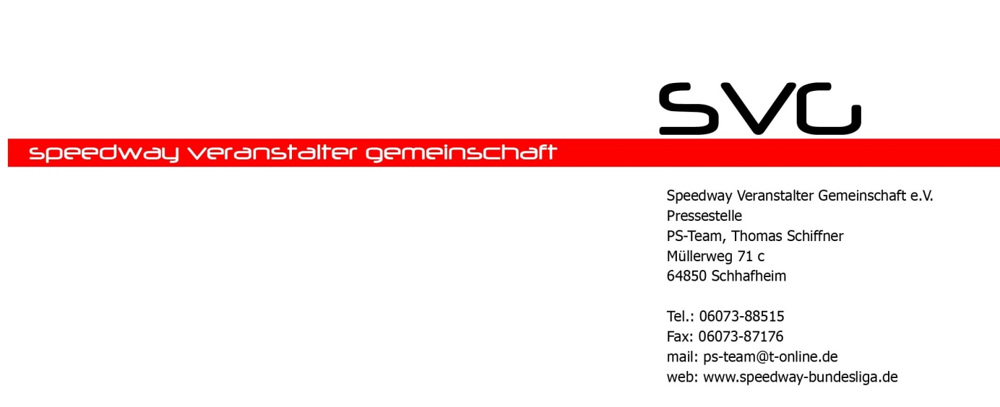 SVG
speedway veranstalter gemeinschaft
Speedway Veranstalter Gemeinschaft e.V.
Pressestelle
PS-Team, Thomas Schiffner
Müllerweg 71 c
64850 Schhafheim
Tel.: 06073-88515
Fax: 06073-87176
mail: ps-team@t-online.de
web: www.speedway-bundesliga.de